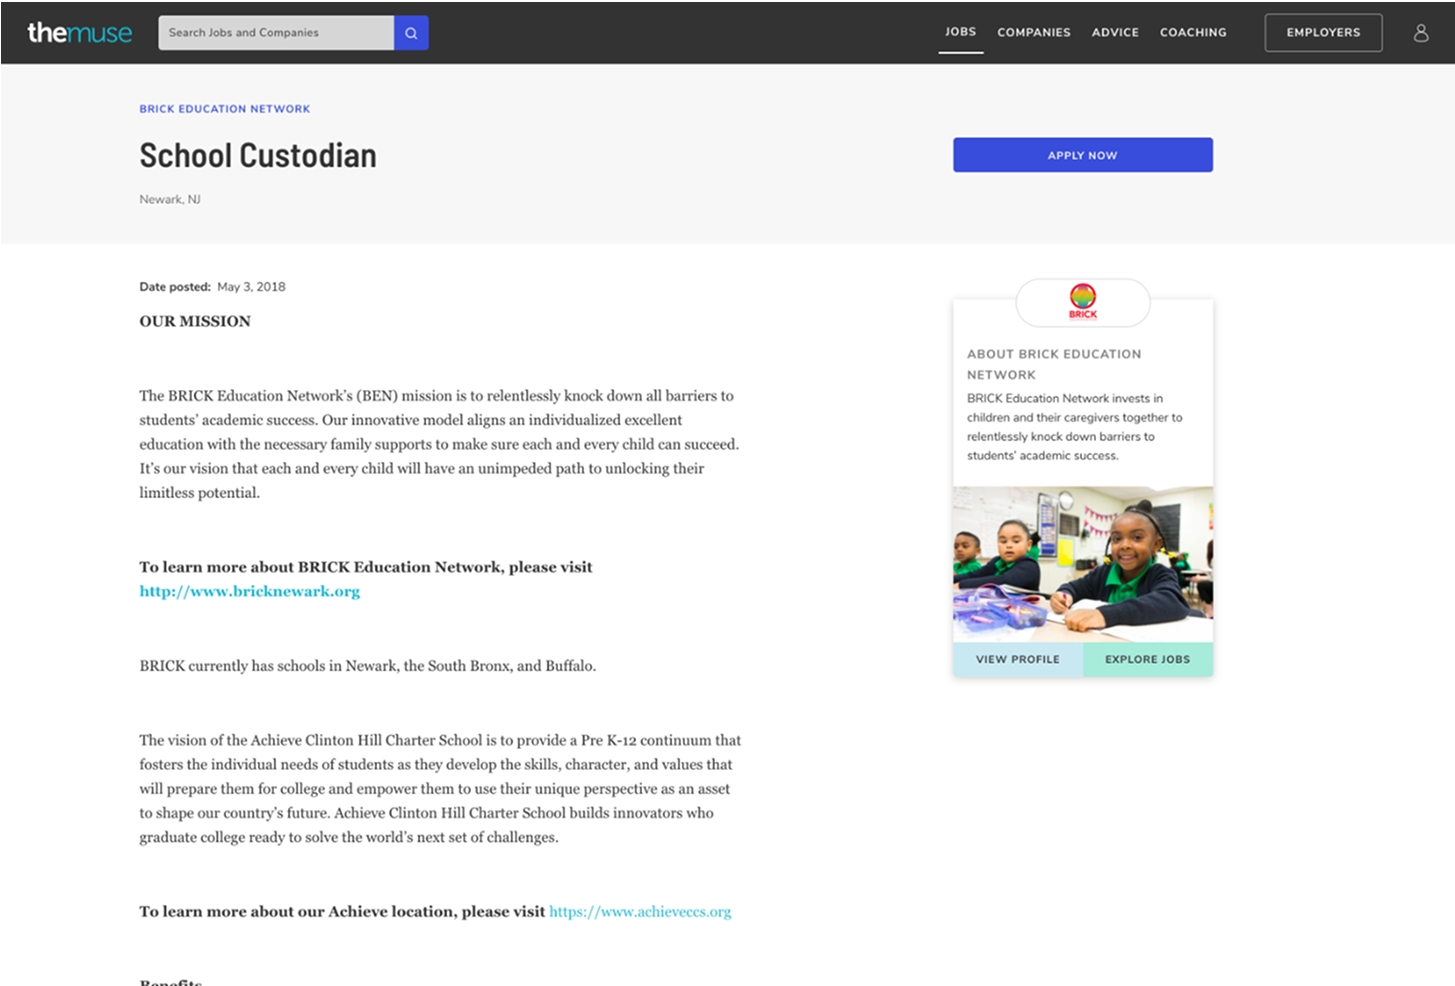 themuse
Search Jobs and Companies
JOBS
COMPANIES
ADVICE
COACHING
EMPLOYERS
BRICK EDUCATION NETWORK
School Custodian
Newark, NJ
APPLY NOW
Date posted: May 3, 2018
OUR MISSION
The BRICK Education Network’s (BEN) mission is to relentlessly knock down all barriers to
students’ academic success. Our innovative model aligns an individualized excellent
education with the necessary family supports to make sure each and every child can succeed.
It’s our vision that each and every child will have an unimpeded path to unlocking their
limitless potential.
To learn more about BRICK Education Network, please visit
http://www.bricknewark.org
BRICK currently has schools in Newark, the South Bronx, and Buffalo.
The vision of the Achieve Clinton Hill Charter School is to provide a Pre K-12 continuum that
fosters the individual needs of students as they develop the skills, character, and values that
will prepare them for college and empower them to use their unique perspective as an asset
to shape our country’s future. Achieve Clinton Hill Charter School builds innovators who
graduate college ready to solve the world’s next set of challenges.
To learn more about our Achieve location, please visit https://www.achieveccs.org
Benefits
BRICK
ABOUT BRICK EDUCATION
NETWORK
BRICK Education Network invests in
children and their caregivers together to
relentlessly knock down barriers to
students’ academic success.
VIEW PROFILE
EXPLORE JOBS